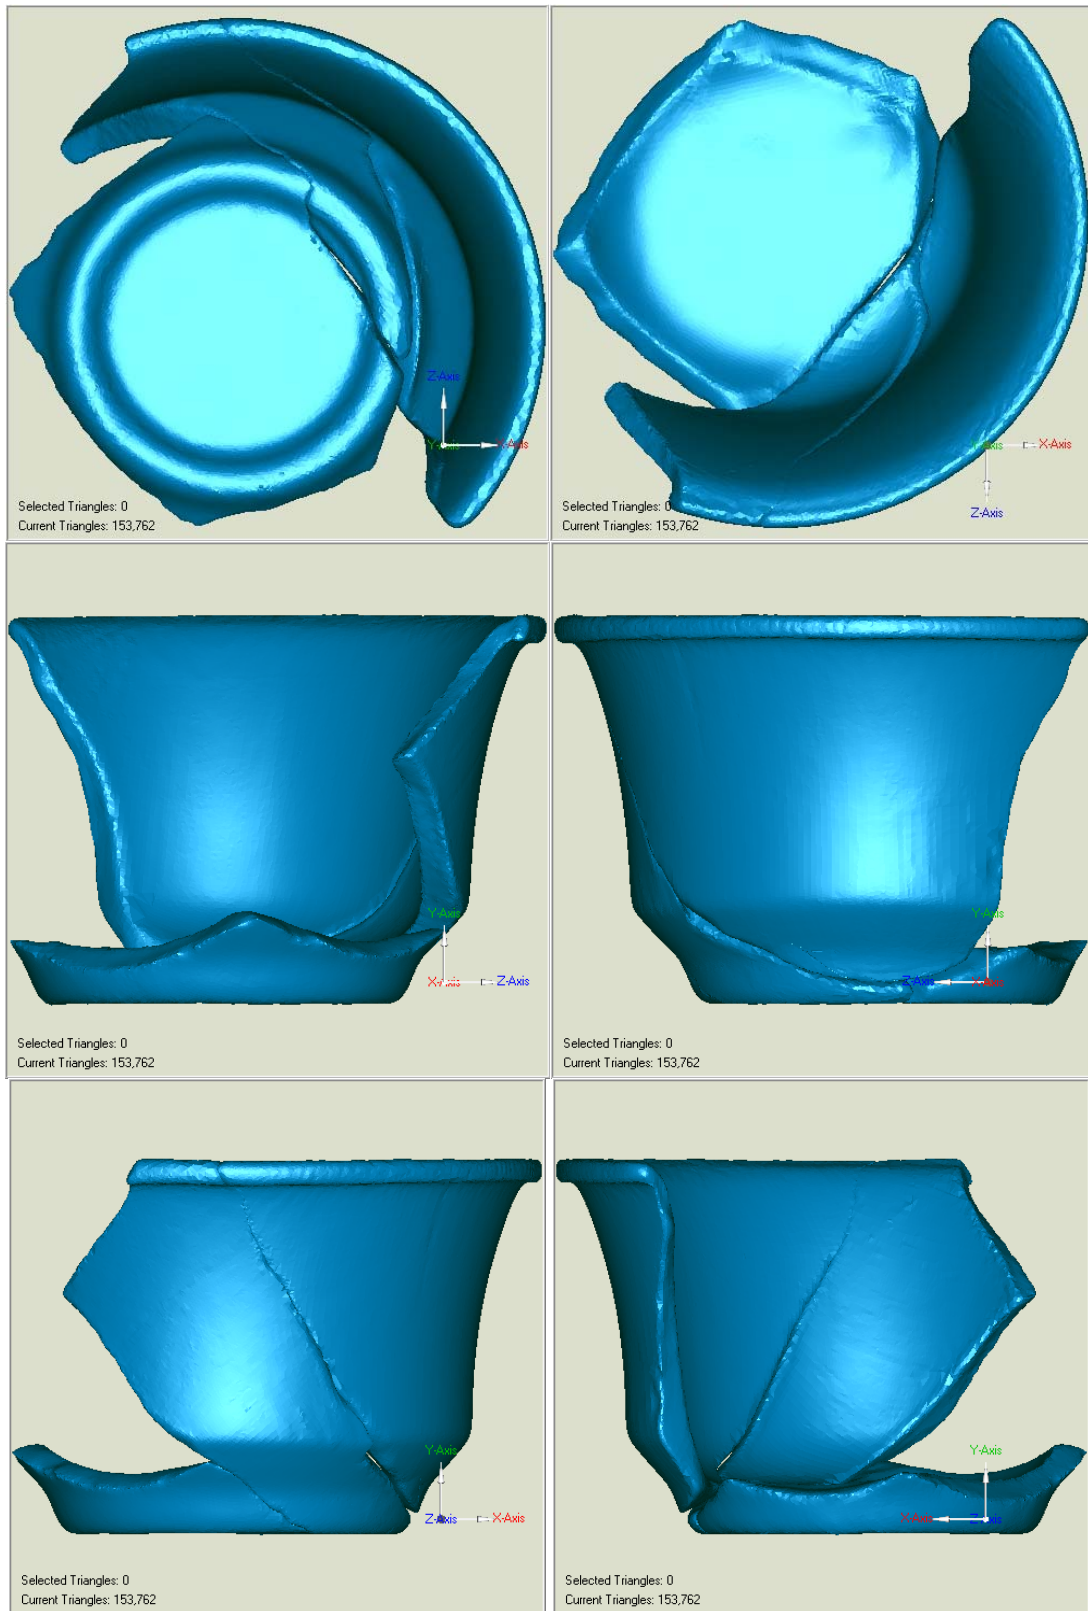 Z-Axis
Y-Axis X-Axis
Selected Triangles: 0
Current Triangles: 153,762
Y-Axis X-Axis
Z-Axis
Selected Triangles: 0
Current Triangles: 153,762
Y-Axis
X-Axis Z-Axis
Selected Triangles: 0
Current Triangles: 153,762
Y-Axis
Z-Axis X-Axis
Selected Triangles: 0
Current Triangles: 153,762
Y-Axis
Z-Axis X-Axis
Selected Triangles: 0
Current Triangles: 153,762
Y-Axis
X-Axis Z-Axis
Selected Triangles: 0
Current Triangles: 153,762